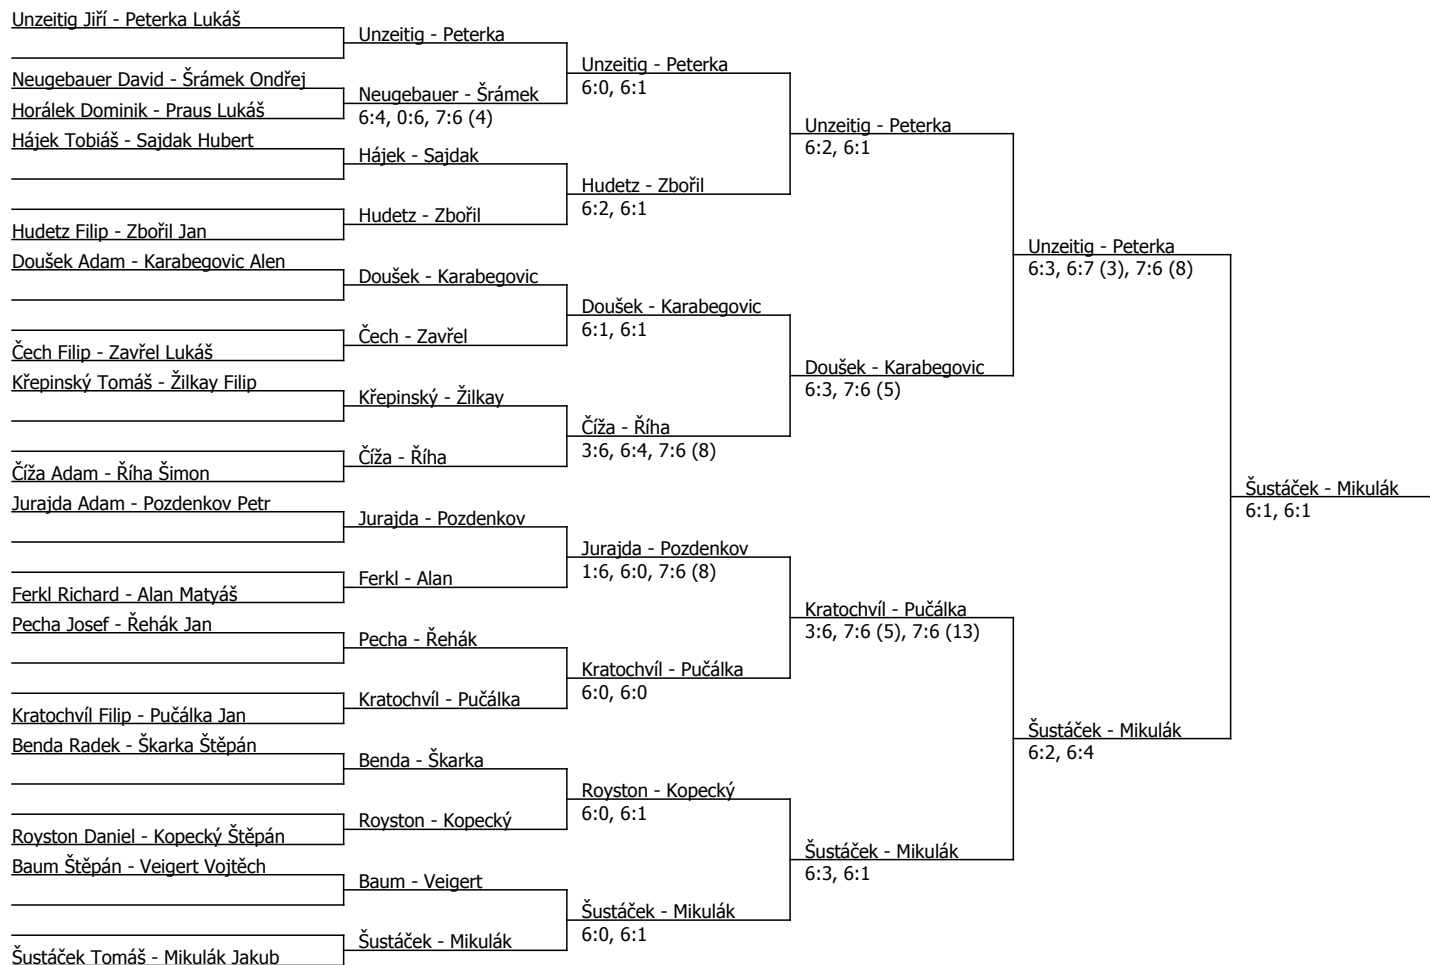 Unzeitig Jiří - Peterka Lukáš
Neugebauer David - Šrámek Ondřej
Horálek Dominik - Praus Lukáš
Hájek Tobiáš - Sajdak Hubert
Hudetz Filip - Zbořil Jan
Doušek Adam - Karabegovic Alen
Čech Filip - Zavřel Lukáš
Křepinský Tomáš - Žilkay Filip
Číža Adam - Říha Šimon
Jurajda Adam - Pozdenkov Petr
Ferkl Richard - Alan Matyáš
Pecha Josef - Řehák Jan
Kratochvíl Filip - Pučálka Jan
Benda Radek - Škarka Štěpán
Royston Daniel - Kopecký Štěpán
Baum Štěpán - Veigert Vojtěch
Šustáček Tomáš - Mikulák Jakub
Unzeitig - Peterka
Neugebauer - Šrámek
6:4, 0:6, 7:6 (4)
Hájek - Sajdak
Hudetz - Zbořil
Doušek - Karabegovic
Čech - Zavřel
Křepinský - Žilkay
Číža - Říha
Jurajda - Pozdenkov
Ferkl - Alan
Pecha - Řehák
Kratochvíl - Pučálka
Benda - Škarka
Royston - Kopecký
Baum - Veigert
Šustáček - Mikulák
Unzeitig - Peterka
6:0, 6:1
Hudetz - Zbořil
6:2, 6:1
Doušek - Karabegovic
6:1, 6:1
Číža - Říha
3:6, 6:4, 7:6 (8)
Jurajda - Pozdenkov
1:6, 6:0, 7:6 (8)
Kratochvíl - Pučálka
6:0, 6:0
Royston - Kopecký
6:0, 6:1
Šustáček - Mikulák
6:0, 6:1
Unzeitig - Peterka
6:2, 6:1
Doušek - Karabegovic
6:3, 7:6 (5)
Kratochvíl - Pučálka
3:6, 7:6 (5), 7:6 (13)
Šustáček - Mikulák
6:3, 6:1
Unzeitig - Peterka
6:3, 6:7 (3), 7:6 (8)
Šustáček - Mikulák
6:2, 6:4
Šustáček - Mikulák
6:1, 6:1